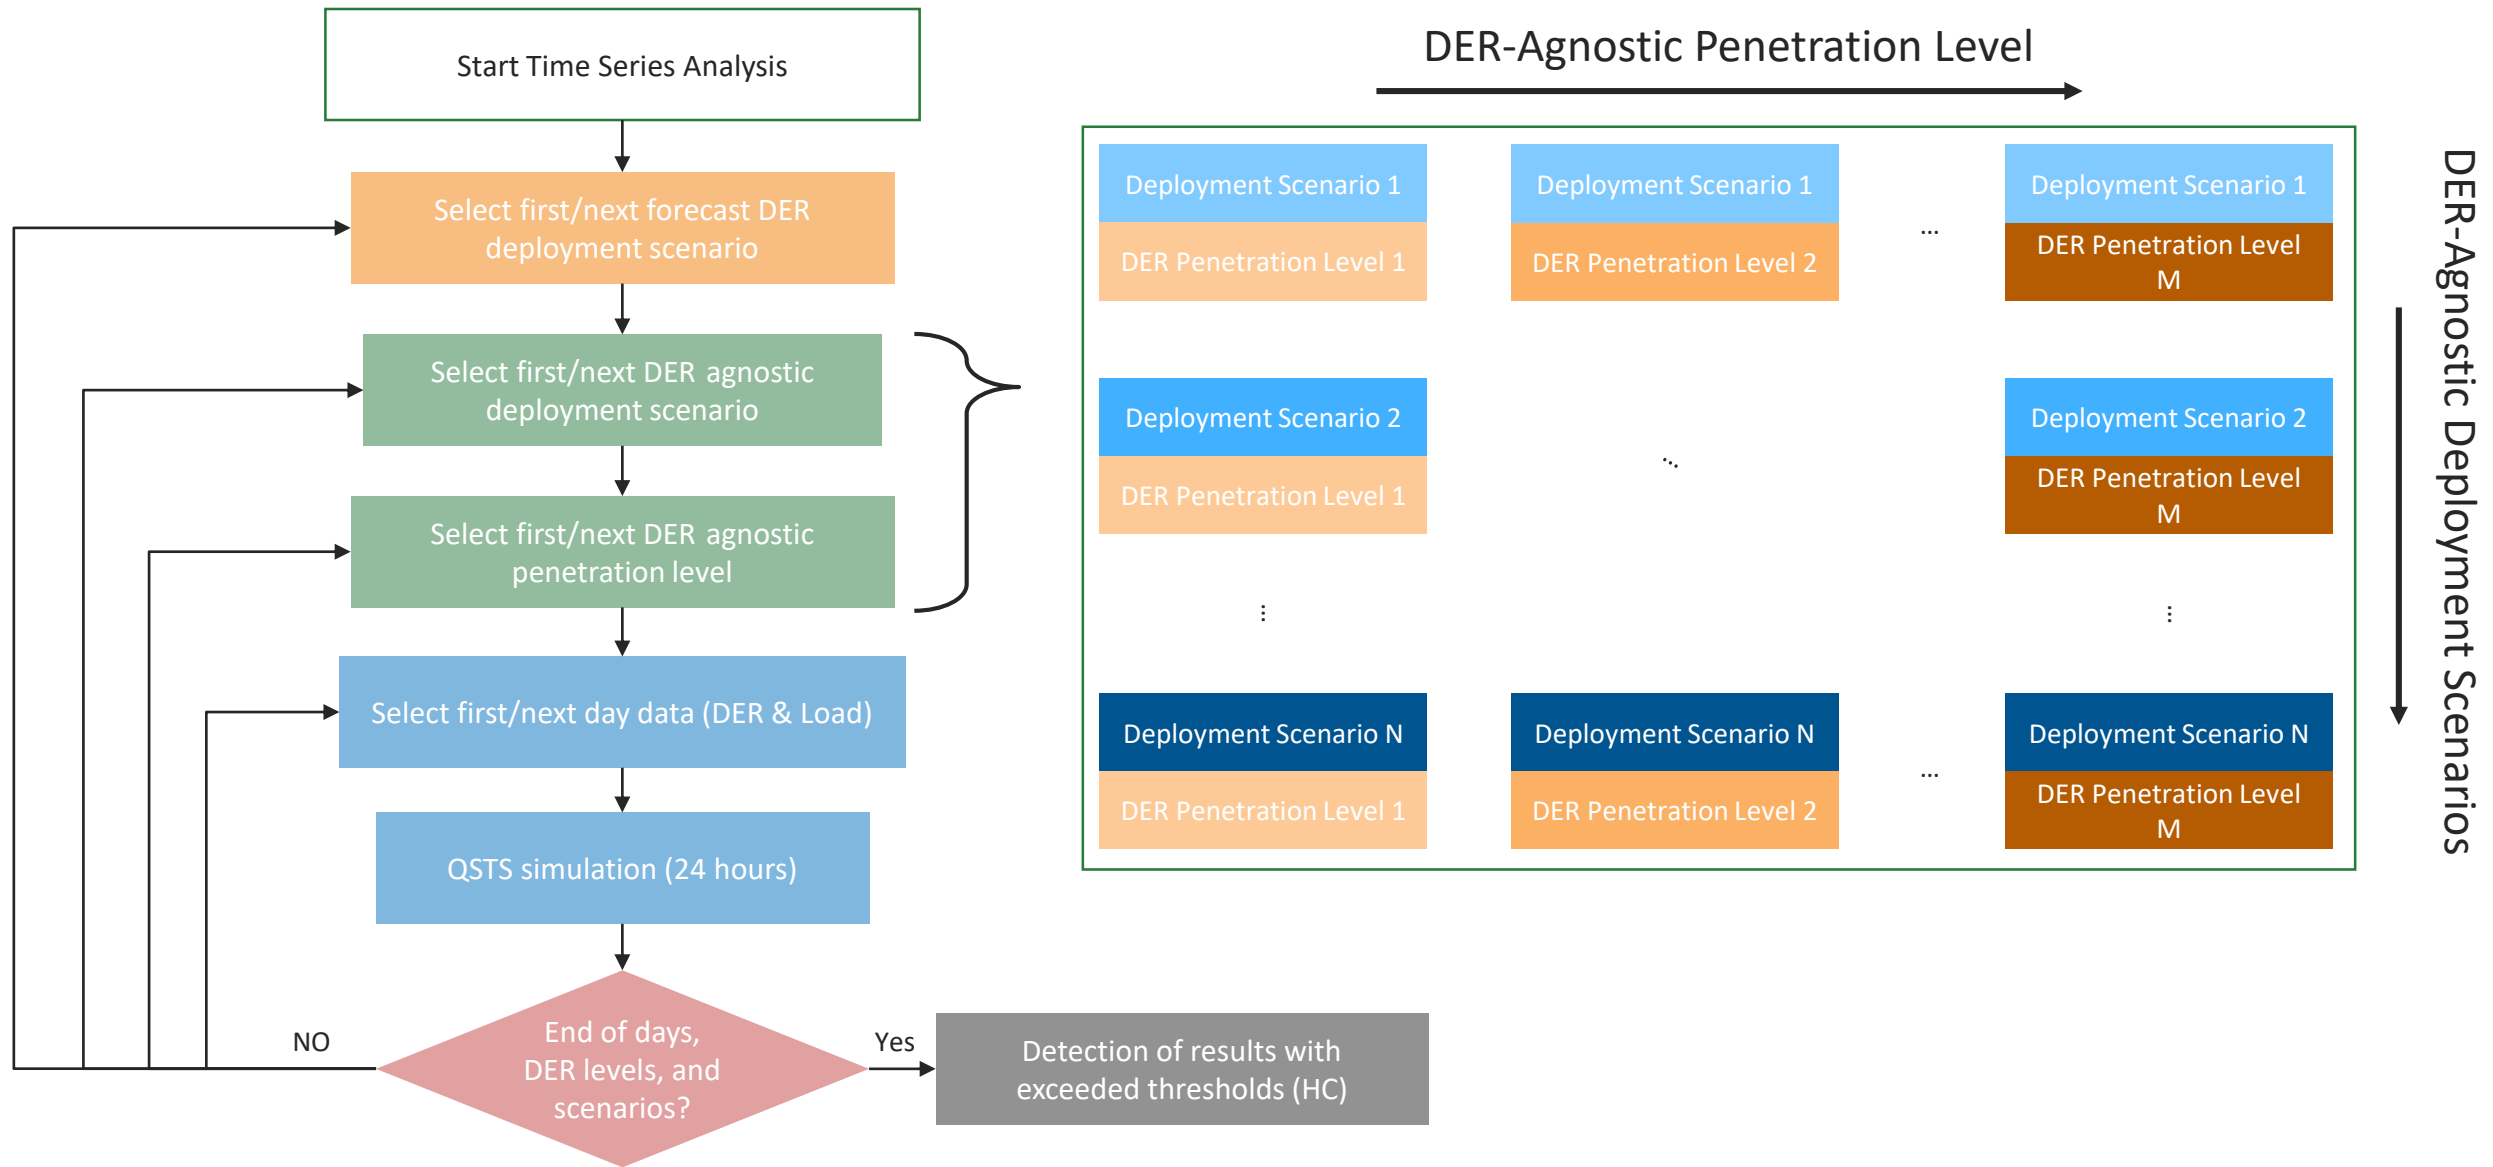 Start Time Series Analysis
Select first/next forecast DER
deployment scenario
Select first/next DER agnostic
deployment scenario
Select first/next DER agnostic
penetration level
Select first/next day data (DER & Load)
QSTS simulation (24 hours)
End of days,
DER levels, and
scenarios?
NO
Yes
Detection of results with
exceeded thresholds (HC)
DER-Agnostic Penetration Level
Deployment Scenario 1
DER Penetration Level 1
Deployment Scenario 1
DER Penetration Level 2
...
Deployment Scenario 1
DER Penetration Level
M
Deployment Scenario 2
DER Penetration Level 1
...
Deployment Scenario 2
DER Penetration Level
M
...
...
Deployment Scenario N
DER Penetration Level 1
Deployment Scenario N
DER Penetration Level 2
...
Deployment Scenario N
DER Penetration Level
M
DER-Agnostic Deployment Scenarios